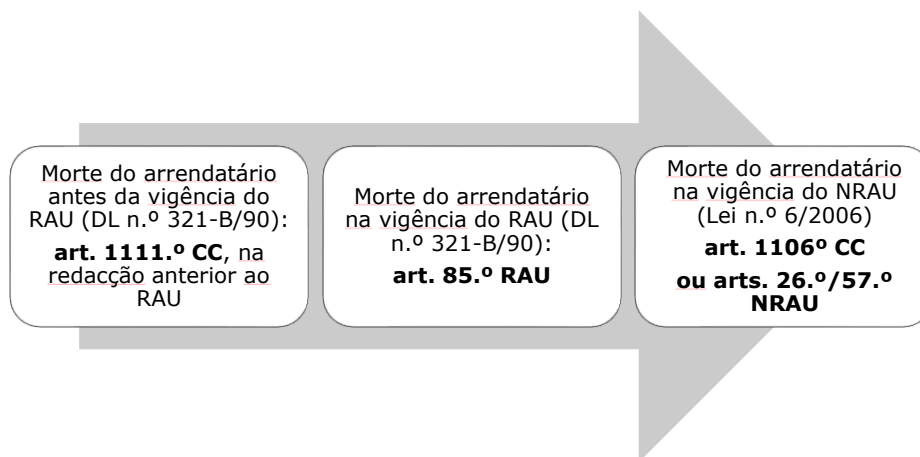 Morte do arrendatário
antes da vigência do
RAU (DL n.º 321-B/90):
art. 1111.º CC, na
redacção anterior ao
RAU
Morte do arrendatário
na vigência do RAU (DL
n.º 321-B/90):
art. 85.º RAU
Morte do arrendatário
na vigência do NRAU
(Lei n.º 6/2006)
art. 1106º CC
ou arts. 26.º/57.º
NRAU